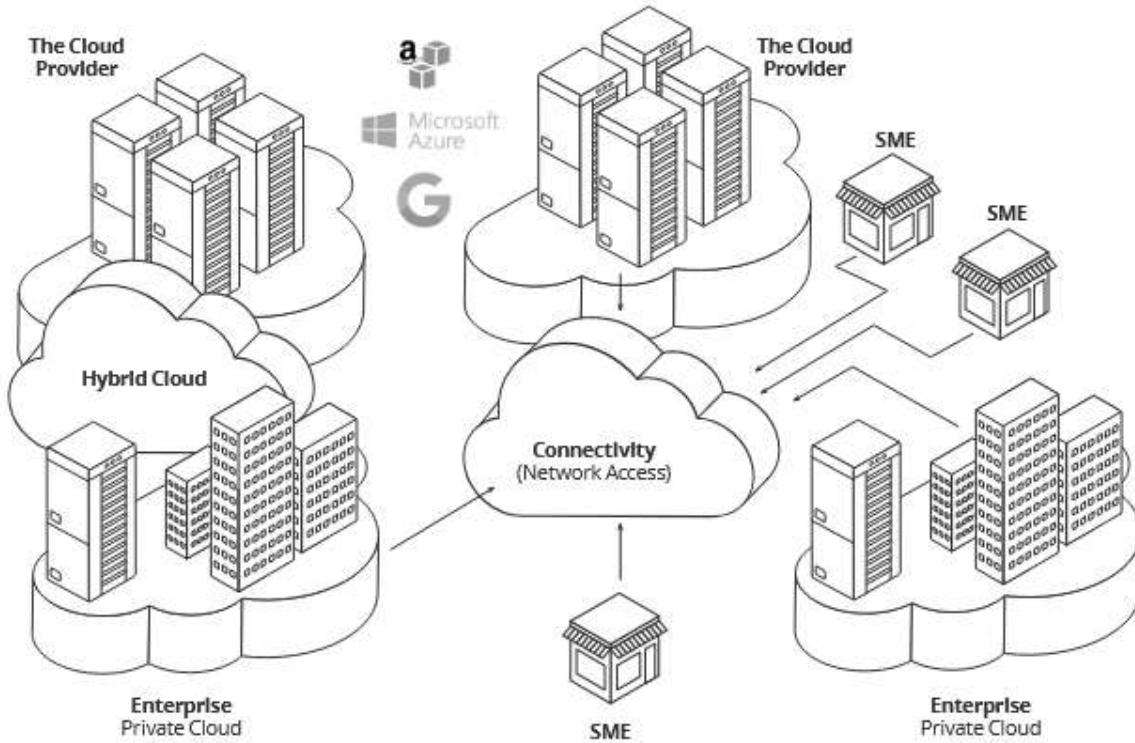 The Cloud
Provider
a
Microsoft
Azure
G
The Cloud
Provider
SME
SME
Hybrid Cloud
Connectivity
(Network Access)
Enterprise
Private Cloud
SME
Enterprise
Private Cloud